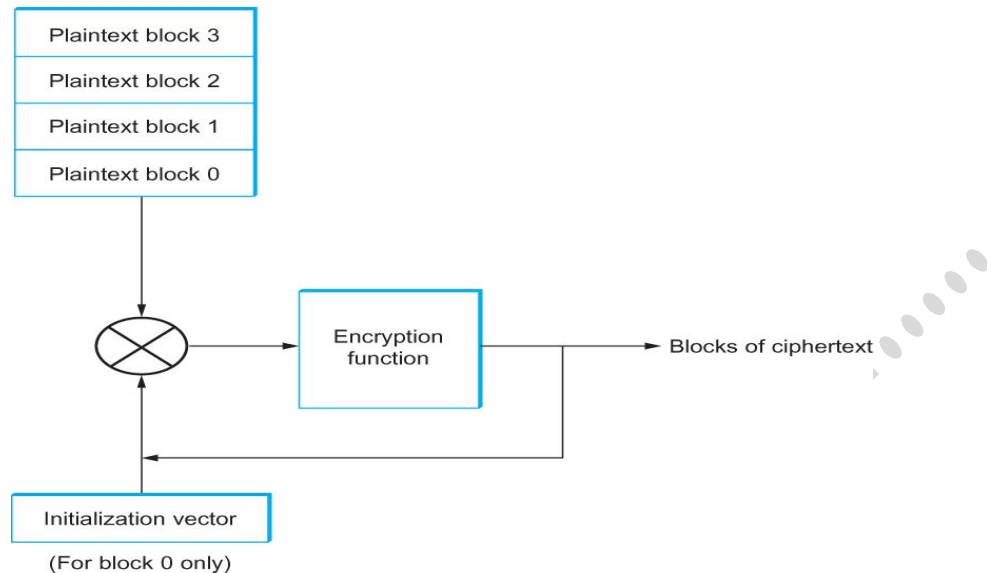 Plaintext block 3
Plaintext block 2
Plaintext block 1
Plaintext block 0
Encryption
function
Blocks of ciphertext
Initialization vector
(For block 0 only)